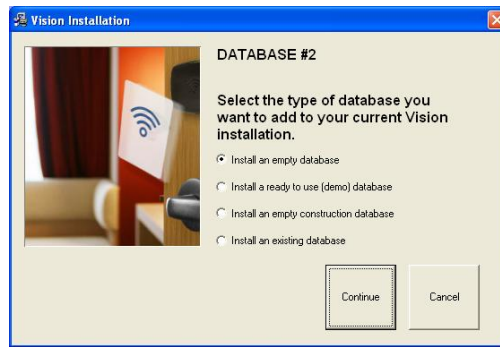 Vision Installation
DATABASE #2
Select the type of database you
want to add to your current Vision
installation.
Install an empty database
Install a ready to use (demo) database
Install an empty construction database
Install an existing database
Continue
Cancel